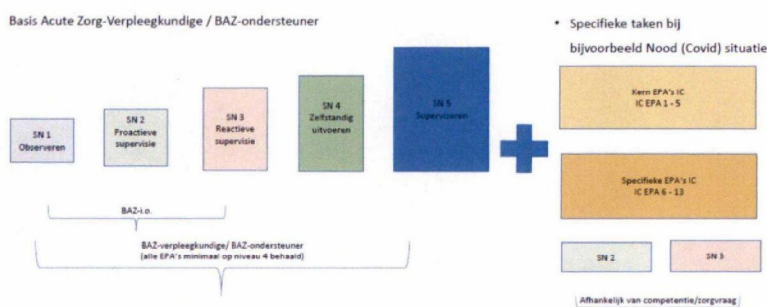 Basis Acute Zorg-Verpleegkundige / BAZ-ondersteuner
• Specifieke taken bij
bijvoorbeeld Nood (Covid) situatie
SN 1
Observeren
SN 2
Proactieve
supervisie
SN 3
Reactieve
supervisie
SN 4
Zelfstandig
uitvoeren
SN 5
Superviseren
Kern EPA's IC
IC EPA 1 - 5
Specifieke EPA's IC
IC EPA 6 - 13
SN 2
SN 3
BAZ-i.o.
BAZ-verpleegkundige/ BAZ-ondersteuner
(alle EPA's minimaal op niveau 4 behaald)
Afhankelijk van competentie/zorgvraag